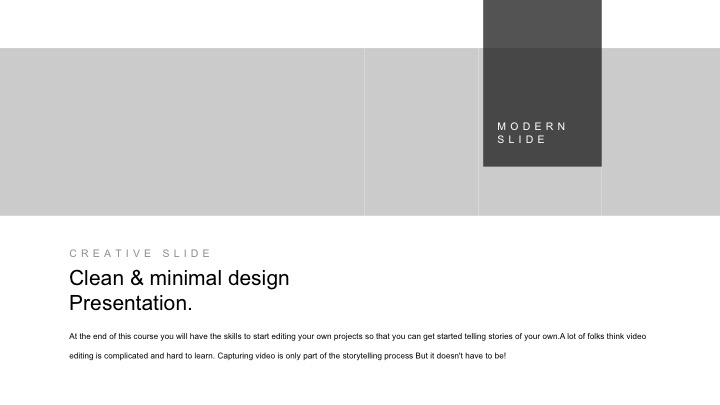 MODERN
SLIDE
CREATIVE SLIDE
Clean & minimal design
Presentation.
At the end of this course you will have the skills to start editing your own projects so that you can get started telling stories of your own.A lot of folks think video
editing is complicated and hard to learn. Capturing video is only part of the storytelling process But it doesn't have to be!